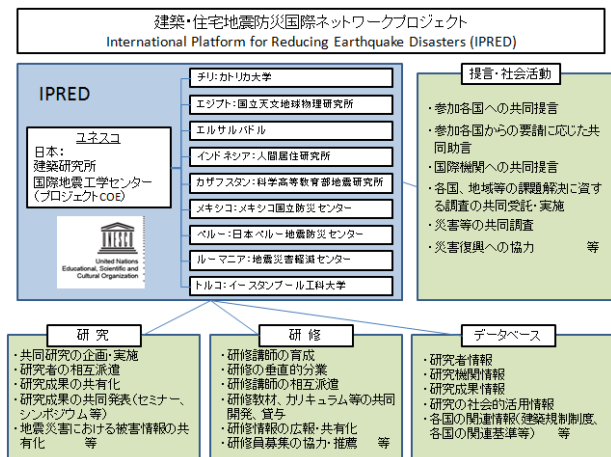 建築・住宅地震防災国際ネットワークプロジェクト
International Platform for Reducing Earthquake Disasters (IPRED)
IPRED
ユネスコ
日本：
建築研究所
国際地震工学センター
（プロジェクトCOE）
United Nations
Educational, Scientific and
Cultural Organization
チリ：カトリカ大学
エジプト：国立天文地球物理研究所
エルサルバドル
インドネシア：人間居住研究所
カザフスタン：科学高等教育部地震研究所
メキシコ：メキシコ国立防災センター
ペルー：日本ペルー地震防災センター
ルーマニア：地震災害軽減センター
トルコ：イースタンブール工科大学
提言・社会活動
・参加各国への共同提言
・参加各国からの要請に応じた共
同助言
・国際機関への共同提言
・各国、地域等の課題解決に資す
る調査の共同受託・実施
・災害等の共同調査
・災害復興への協力　等
研 究
・共同研究の企画・実施
・研究者の相互派遣
・研究成果の共有化
・研究成果の共同発表（セミナー、
シンポジウム等）
・地震災害における被害情報の共
有化　等
研 修
・研修講師の育成
・研修の垂直的分業
・研修講師の相互派遣
・研修教材、カリキュラム等の共同
開発、貸与
・研修情報の広報・共有化
・研修員募集の協力・推薦　等
データベース
・研究者情報
・研究機関情報
・研究成果情報
・研究の社会的活用情報
・各国の関連情報（建築規制制度、
各国の関連基準等）　等